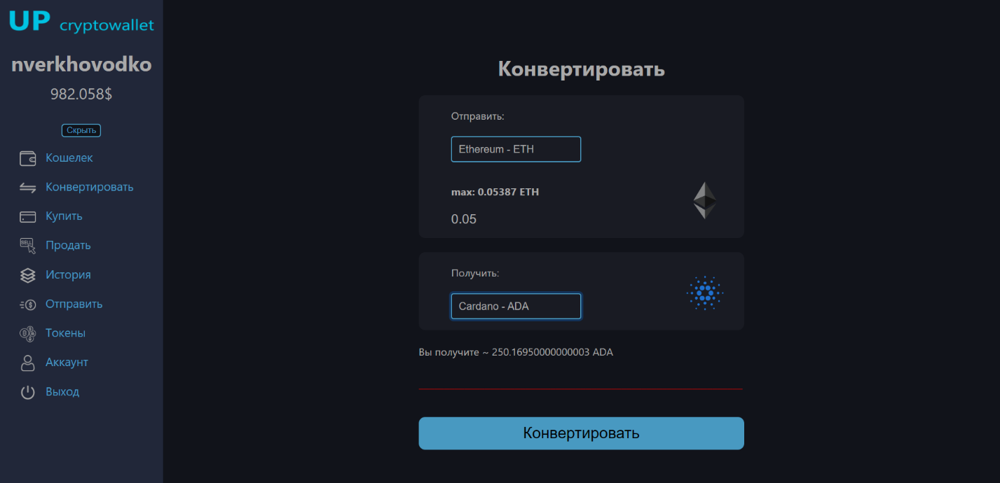 UP cryptowallet
nverkhovodko
982.058$
Скрыть
Кошелек
Конвертировать
Купить
SELL
Продать
История
Отправить
Токены
Аккаунт
Выход
Конвертировать
Отправить:
Ethereum - ETH
max: 0.05387 ETH
0.05
Получить:
Cardano - ADA
Вы получите ~ 250.16950000000003 ADA
Конвертировать